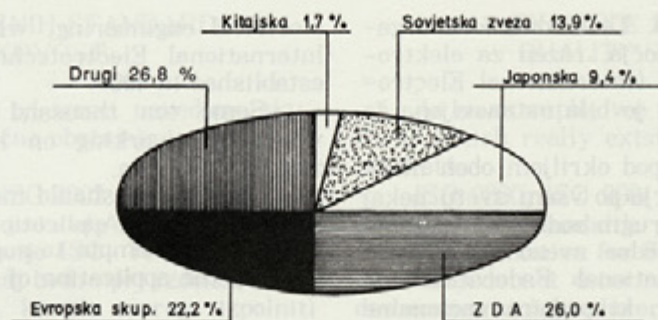 Kitajska 1,7 %
Sovjetska zveza 13,9 %
Drugi 26,8 %
Japonska 9,4 %
Evropska skup. 22,2 %
Z D A 26,0 %